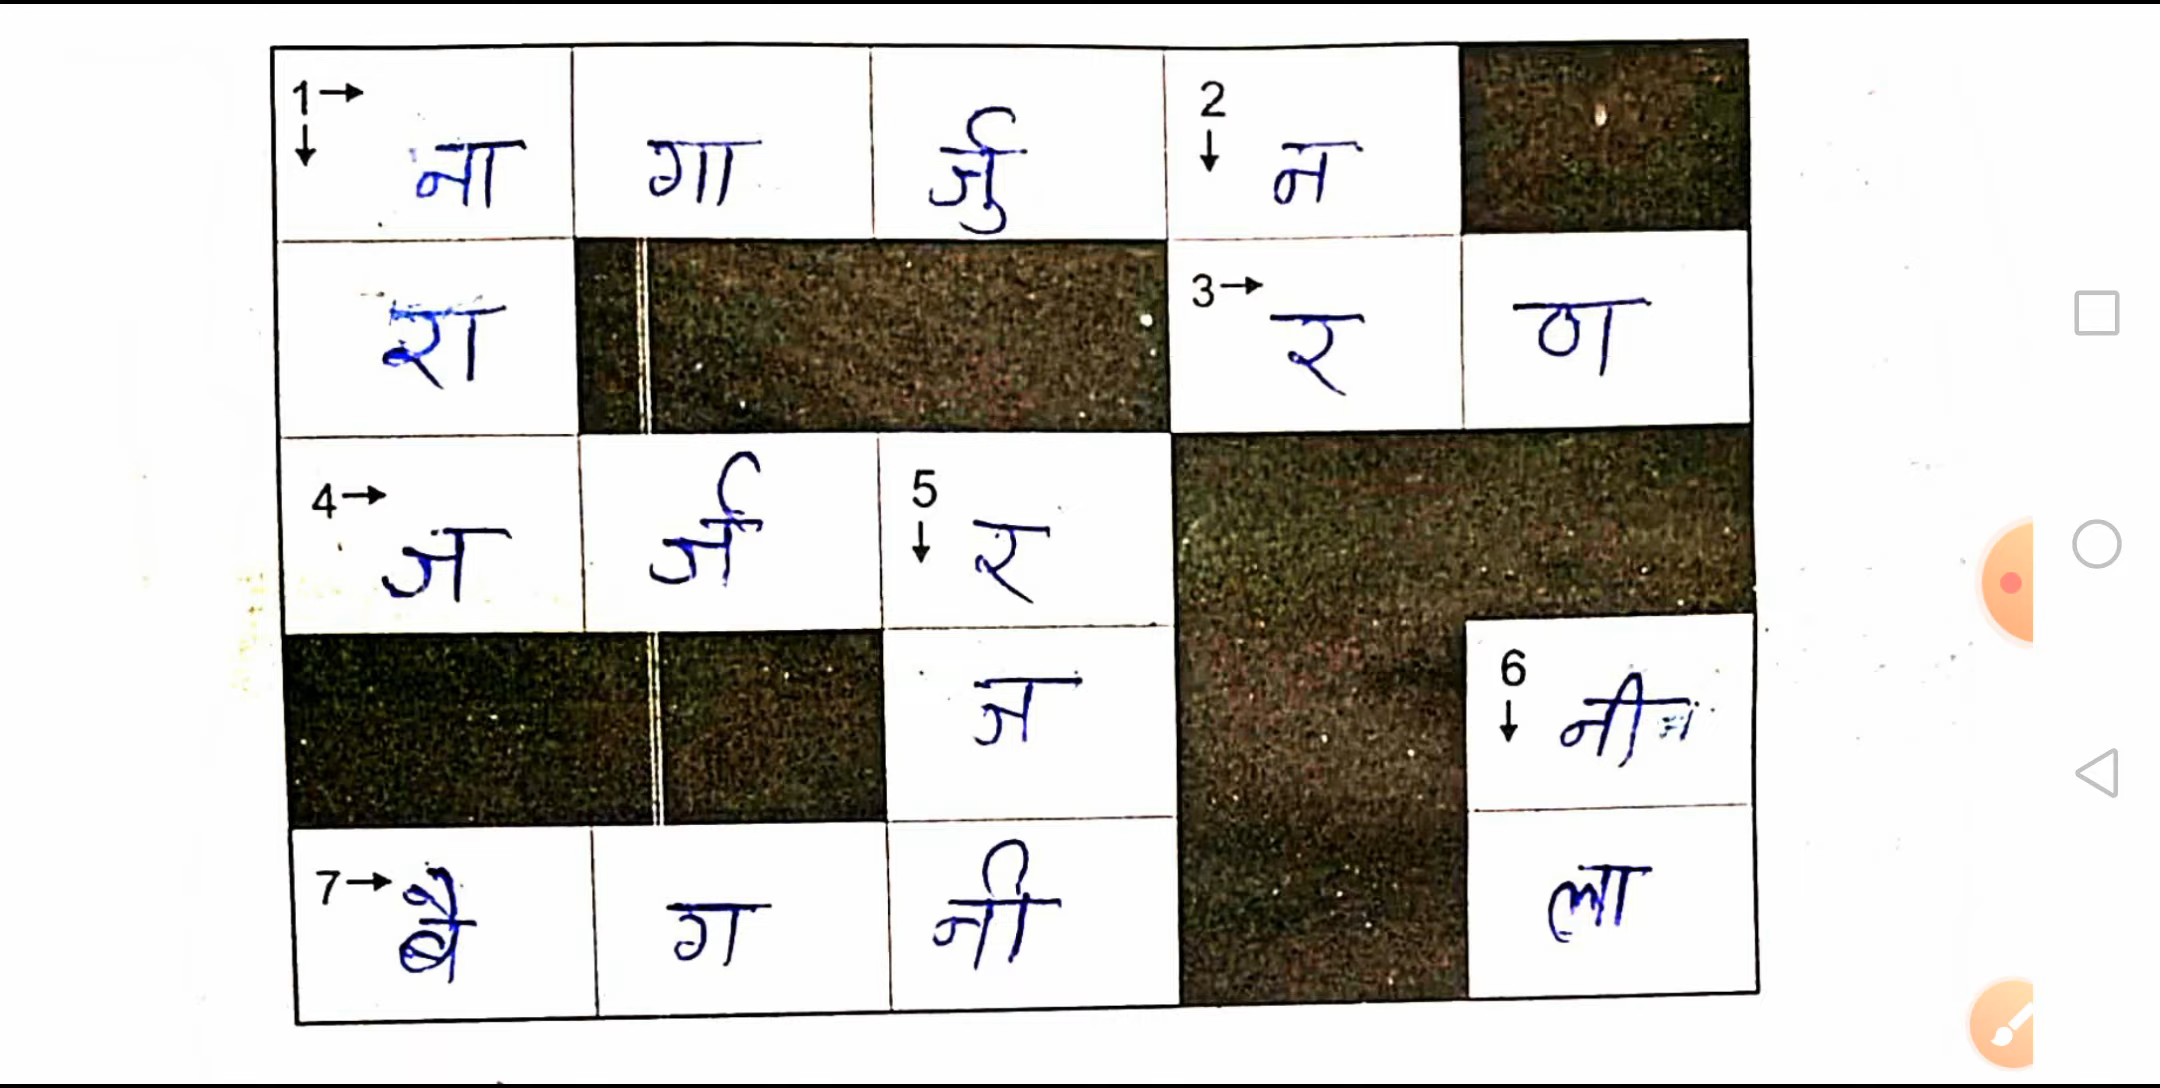 1→ ना गा र्जु 2 न
रा 3→ र ण
4→ ज र्ज 5 र
ज 6 नी
7→ बै ग नी ला